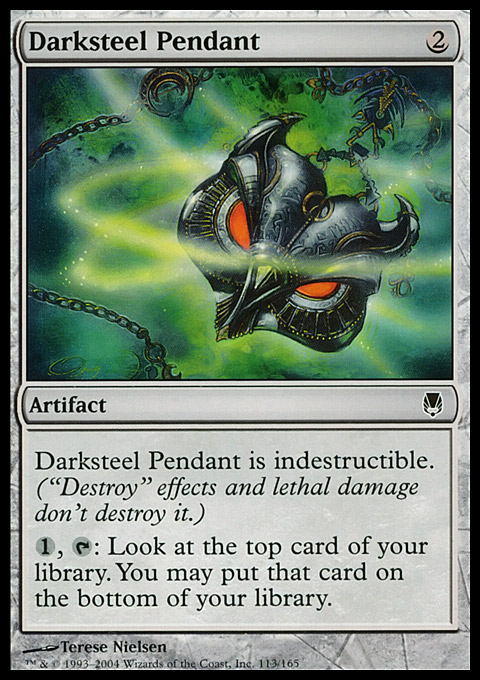 Darksteel Pendant 2
Artifact
Darksteel Pendant is indestructible.
(“Destroy” effects and lethal damage
don’t destroy it.)
1, : Look at the top card of your
library. You may put that card on
the bottom of your library.
Terese Nielsen
™ & © 1993–2004 Wizards of the Coast, Inc. 113/165